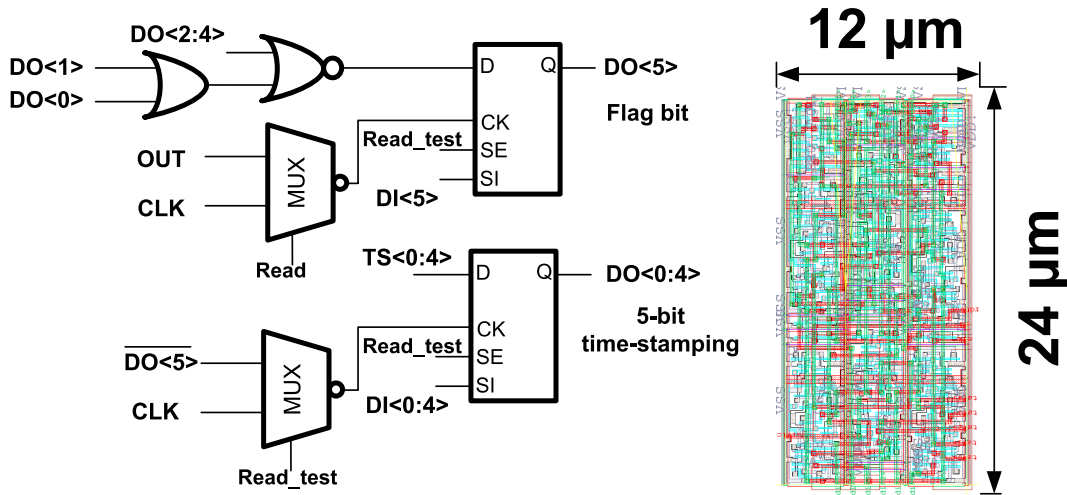 DO<2:4>
DO<1>
DO<0>
D
Q
DO<5>
Flag bit
CK
Read_test
SE
SI
DI<5>
OUT
MUX
CLK
Read
TS<0:4>
D
Q
DO<0:4>
5-bit
time-stamping
CK
Read_test
SE
SI
DI<0:4>
DO<5>
MUX
CLK
Read_test
12 µm
24 µm
VSS